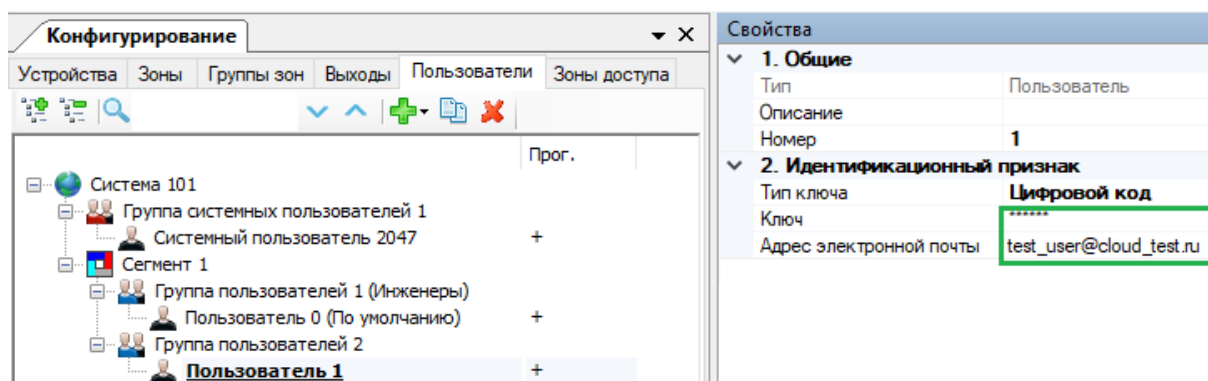 Конфигурирование
Устройства Зоны Группы зон Выходы Пользователи Зоны доступа
Прог.
Система 101
Группа системных пользователей 1
Системный пользователь 2047 +
Сегмент 1
Группа пользователей 1 (Инженеры)
Пользователь 0 (По умолчанию) +
Группа пользователей 2
Пользователь 1 +
Свойства
1. Общие
Тип Пользователь
Описание
Номер 1
2. Идентификационный признак
Тип ключа Цифровой код
Ключ ******
Адрес электронной почты test_user@cloud_test.ru